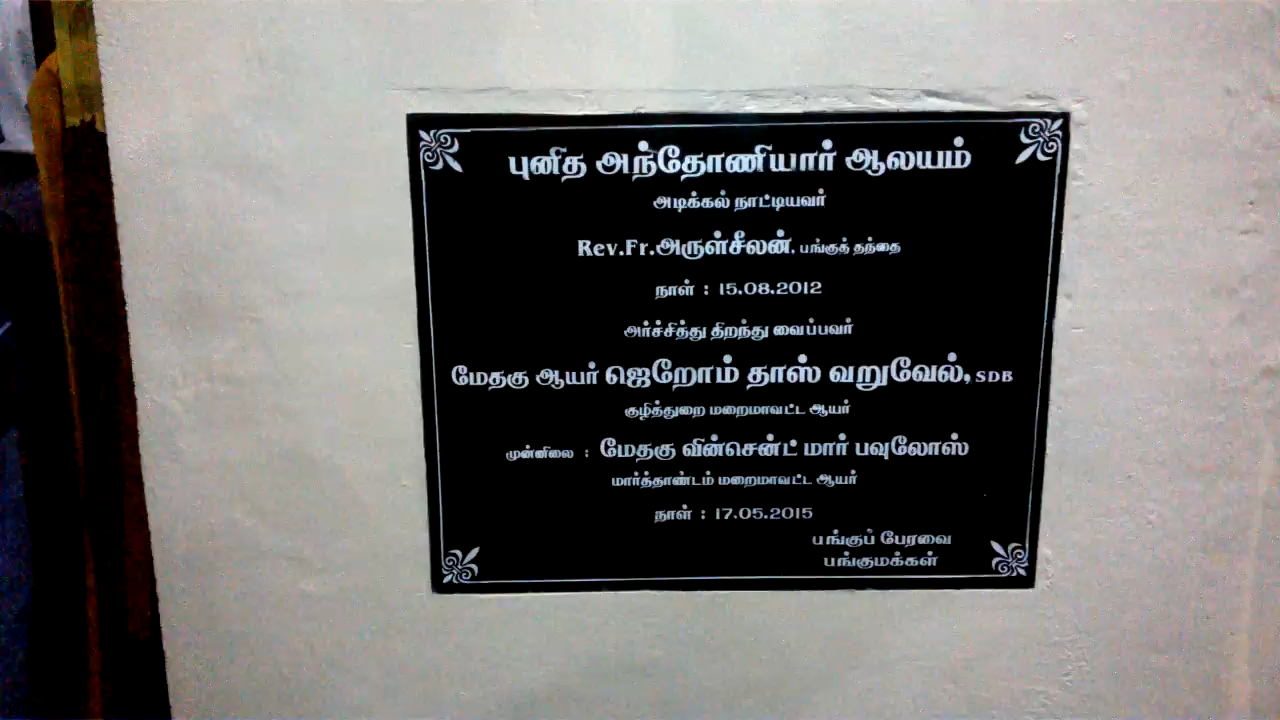 புனித அந்தோணியார் ஆலயம்
அடிக்கல் நாட்டியவர்
Rev.Fr.அருள்சீலன், பங்குத் தந்தை
நாள் : 15.08.2012
அர்ச்சித்து திறந்து வைப்பவர்
மேதகு ஆயர் ஜெறோம் தாஸ் வறுவேல், SDB
குழித்துறை மறைமாவட்ட ஆயர்
முன்னிலை : மேதகு வின்சென்ட் மார் பவுலோஸ்
மார்த்தாண்டம் மறைமாவட்ட ஆயர்
நாள் : 17.05.2015
பங்குப் பேரவை
பங்குமக்கள்